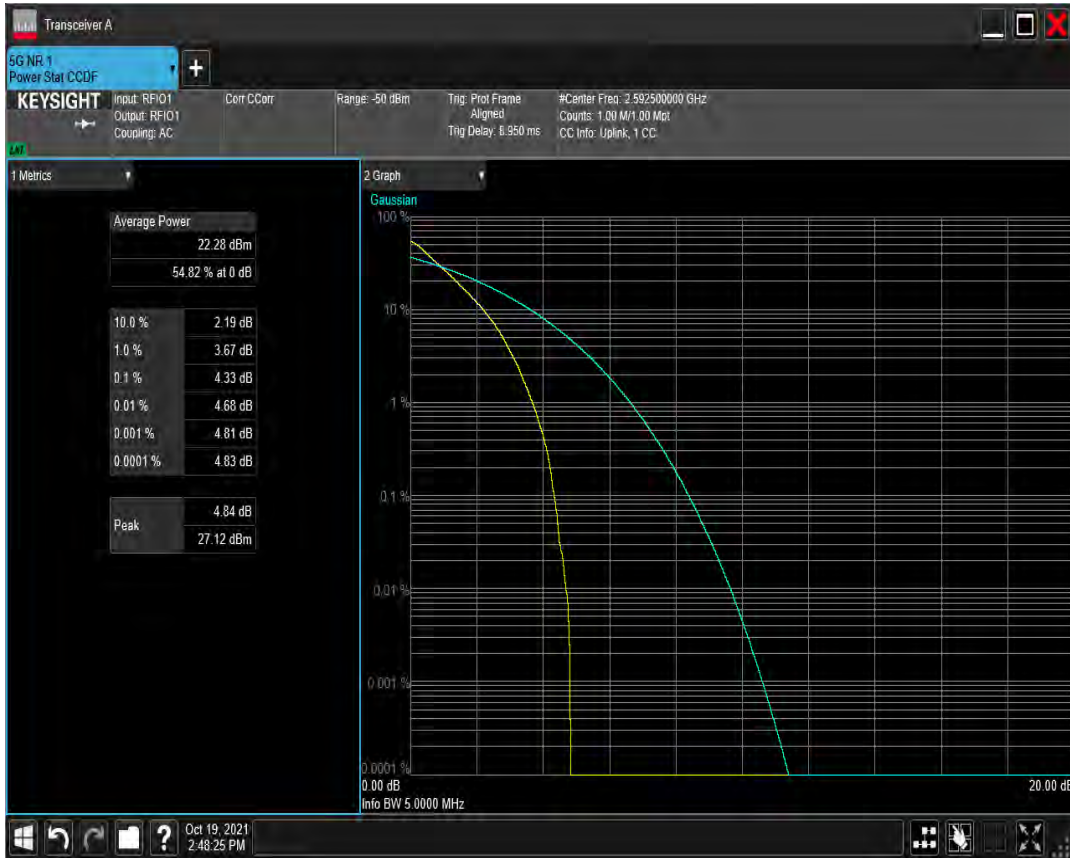 Transceiver A
5G NR 1
Power Stat CCDF
+
KEYSIGHT
Input: RFIO1
Output: RFIO1
Coupling: AC
Corr CCorr
Range: -50 dBm
Trig: Prot Frame
Aligned
Trig Delay: 8.950 ms
#Center Freq: 2.592500000 GHz
Counts: 1.00 M/1.00 Mpt
CC Info: Uplink, 1 CC
1 Metrics
2 Graph
Average Power
22.28 dBm
54.82 % at 0 dB
10.0 % 2.19 dB
1.0 % 3.67 dB
0.1 % 4.33 dB
0.01 % 4.68 dB
0.001 % 4.81 dB
0.0001 % 4.83 dB
Peak
4.84 dB
27.12 dBm
Gaussian
100 %
10 %
1 %
0.1 %
0.01 %
0.001 %
0.0001 %
0.00 dB
20.00 dB
Info BW 5.0000 MHz
?
Oct 19, 2021
2:48:25 PM